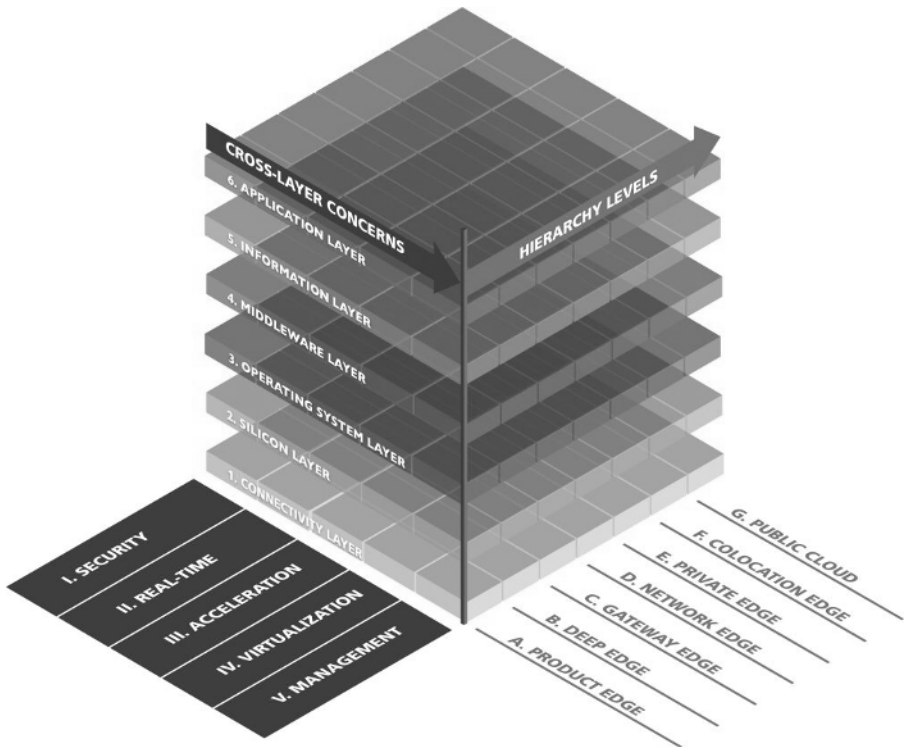 CROSS-LAYER CONCERNS
HIERARCHY LEVELS
6. APPLICATION LAYER
5. INFORMATION LAYER
4. MIDDLEWARE LAYER
3. OPERATING SYSTEM LAYER
2. SILICON LAYER
1. CONNECTIVITY LAYER
I. SECURITY
II. REAL-TIME
III. ACCELERATION
IV. VIRTUALIZATION
V. MANAGEMENT
G. PUBLIC CLOUD
F. COLOCATION EDGE
E. PRIVATE EDGE
D. NETWORK EDGE
C. GATEWAY EDGE
B. DEEP EDGE
A. PRODUCT EDGE